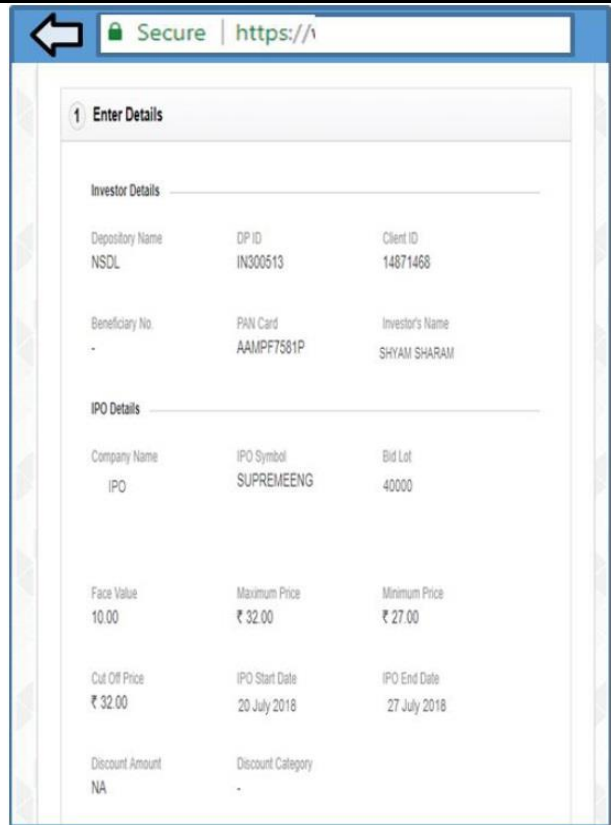 Secure | https://
1 Enter Details
Investor Details
Depository Name DP ID Client ID
NSDL IN300513 14871468
Beneficiary No. PAN Card Investor's Name
- AAMPF7581P SHYAM SHARAM
IPO Details
Company Name IPO Symbol Bid Lot
IPO SUPREMEENG 40000
Face Value Maximum Price Minimum Price
10.00 ₹ 32.00 ₹ 27.00
Cut Off Price IPO Start Date IPO End Date
₹ 32.00 20 July 2018 27 July 2018
Discount Amount Discount Category
NA -